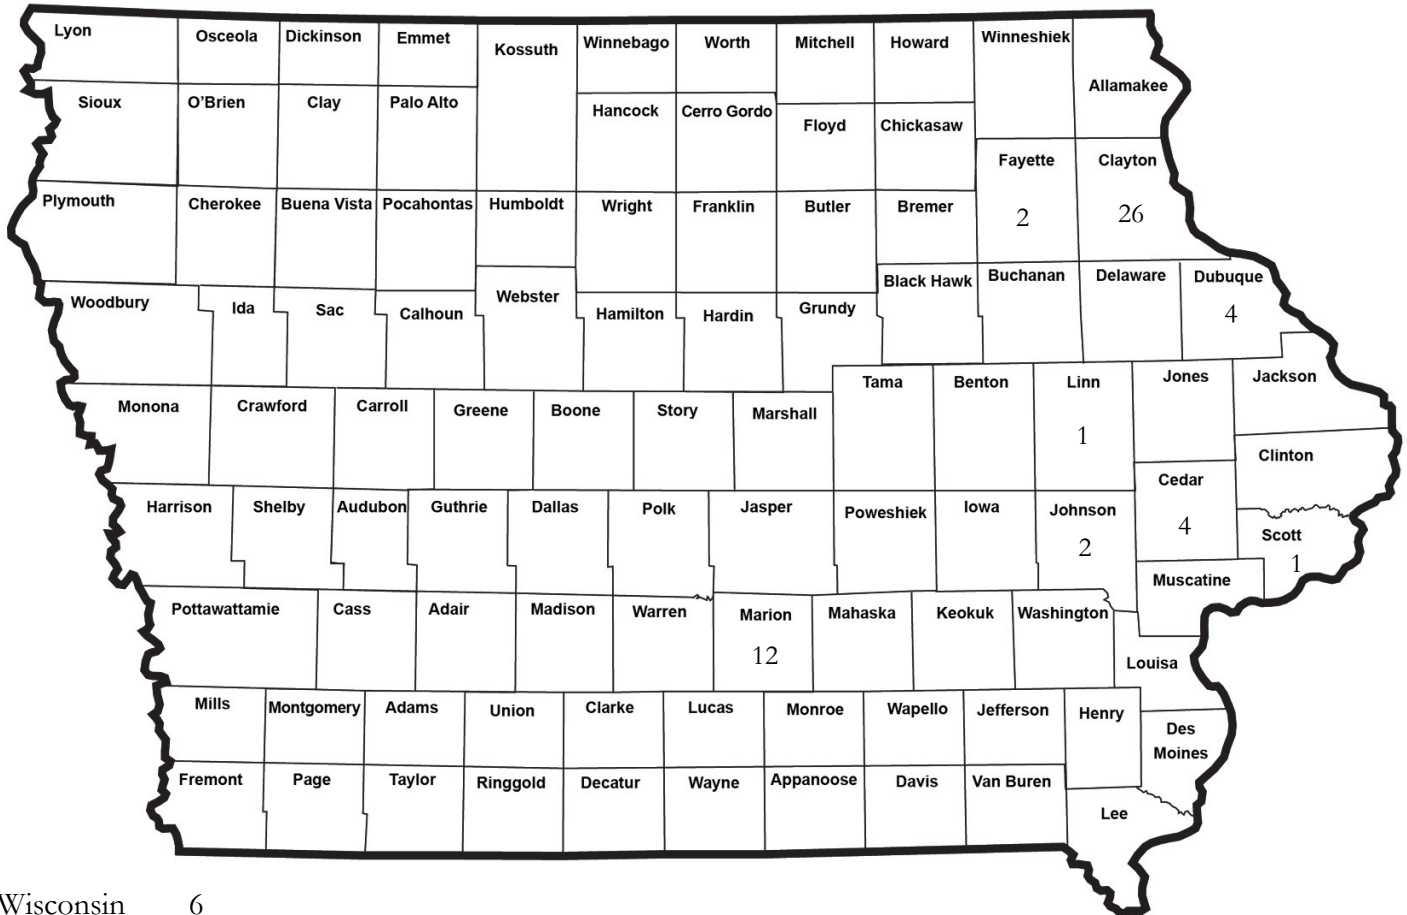 Lyon Osceola Dickinson Emmet Kossuth Winnebago Worth Mitchell Howard Winneshiek
Allamakee
Sioux O'Brien Clay Palo Alto Hancock Cerro Gordo Floyd Chickasaw
Fayette Clayton
Plymouth Cherokee Buena Vista Pocahontas Humboldt Wright Franklin Butler Bremer
2 26
Woodbury Ida Sac Calhoun Webster Hamilton Hardin Grundy Black Hawk Buchanan Delaware Dubuque
4
Monona Crawford Carroll Greene Boone Story Marshall Tama Benton Linn Jones Jackson
1
Clinton
Cedar
Harrison Shelby Audubon Guthrie Dallas Polk Jasper Poweshiek Iowa Johnson Scott
2 4 1
Muscatine
Pottawattamie Cass Adair Madison Warren Marion Mahaska Keokuk Washington
12
Louisa
Mills Montgomery Adams Union Clarke Lucas Monroe Wapello Jefferson Henry
Des
Moines
Fremont Page Taylor Ringgold Decatur Wayne Appanoose Davis Van Buren
Lee
Wisconsin 6